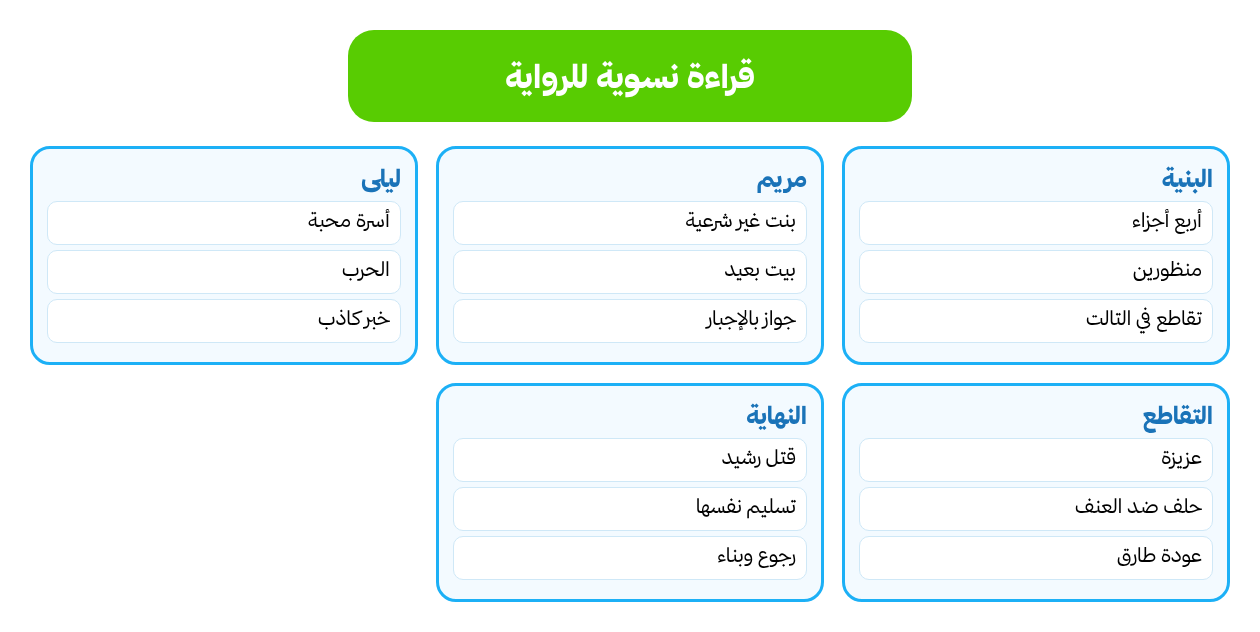 قراءة نسوية للرواية
البنية
أربع أجزاء
منظورين
تقاطع في التالت
مريم
بنت غير شرعية
بيت بعيد
جواز بالإجبار
ليلى
أسرة محبة
الحرب
خبر كاذب
التقاطع
عزيزة
حلف ضد العنف
عودة طارق
النهاية
قتل رشيد
تسليم نفسها
رجوع وبناء